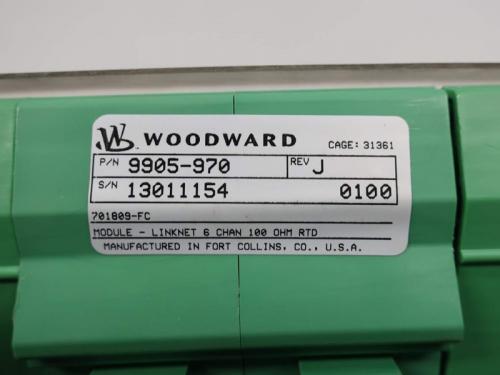 W WOODWARD CAGE: 31361
P/N 9905-970 REV J
S/N 13011154 0100
701809-FC
MODULE - LINKNET 6 CHAN 100 OHM RTD
MANUFACTURED IN FORT COLLINS, CO., U.S.A.